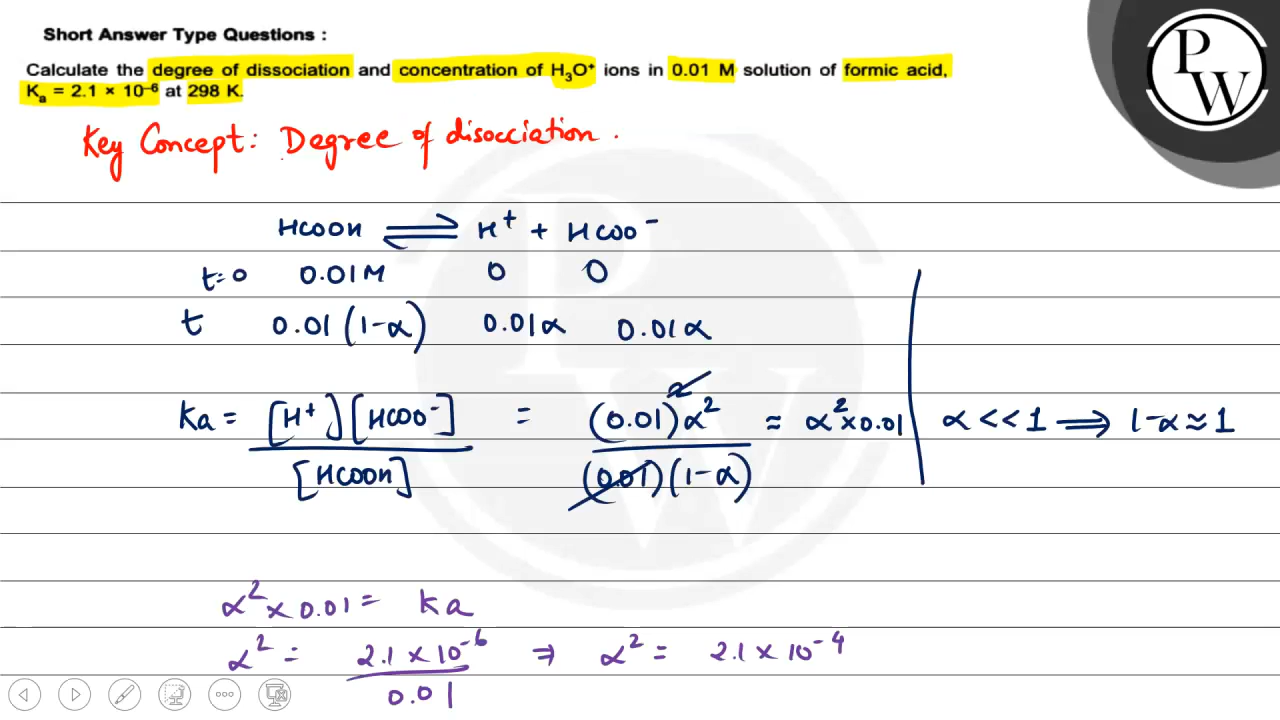 Short Answer Type Questions :
Calculate the degree of dissociation and concentration of H₃O⁺ ions in 0.01 M solution of formic acid,
Kₐ = 2.1 × 10⁻⁶ at 298 K.
P
W
Key Concept: Degree of disocciation .
HCOOH ⇌ H⁺ + HCOO⁻
t=0 0.01M 0 0
t 0.01(1-α) 0.01α 0.01α
Ka = [H⁺][HCOO⁻] / [HCOOH] = (0.01)² α² / (0.01)(1-α) ≈ α²×0.01 | α<<1 ⟹ 1-α≈1
α²×0.01 = Ka
α² = 2.1×10⁻⁶ / 0.01 ⇒ α² = 2.1×10⁻⁴